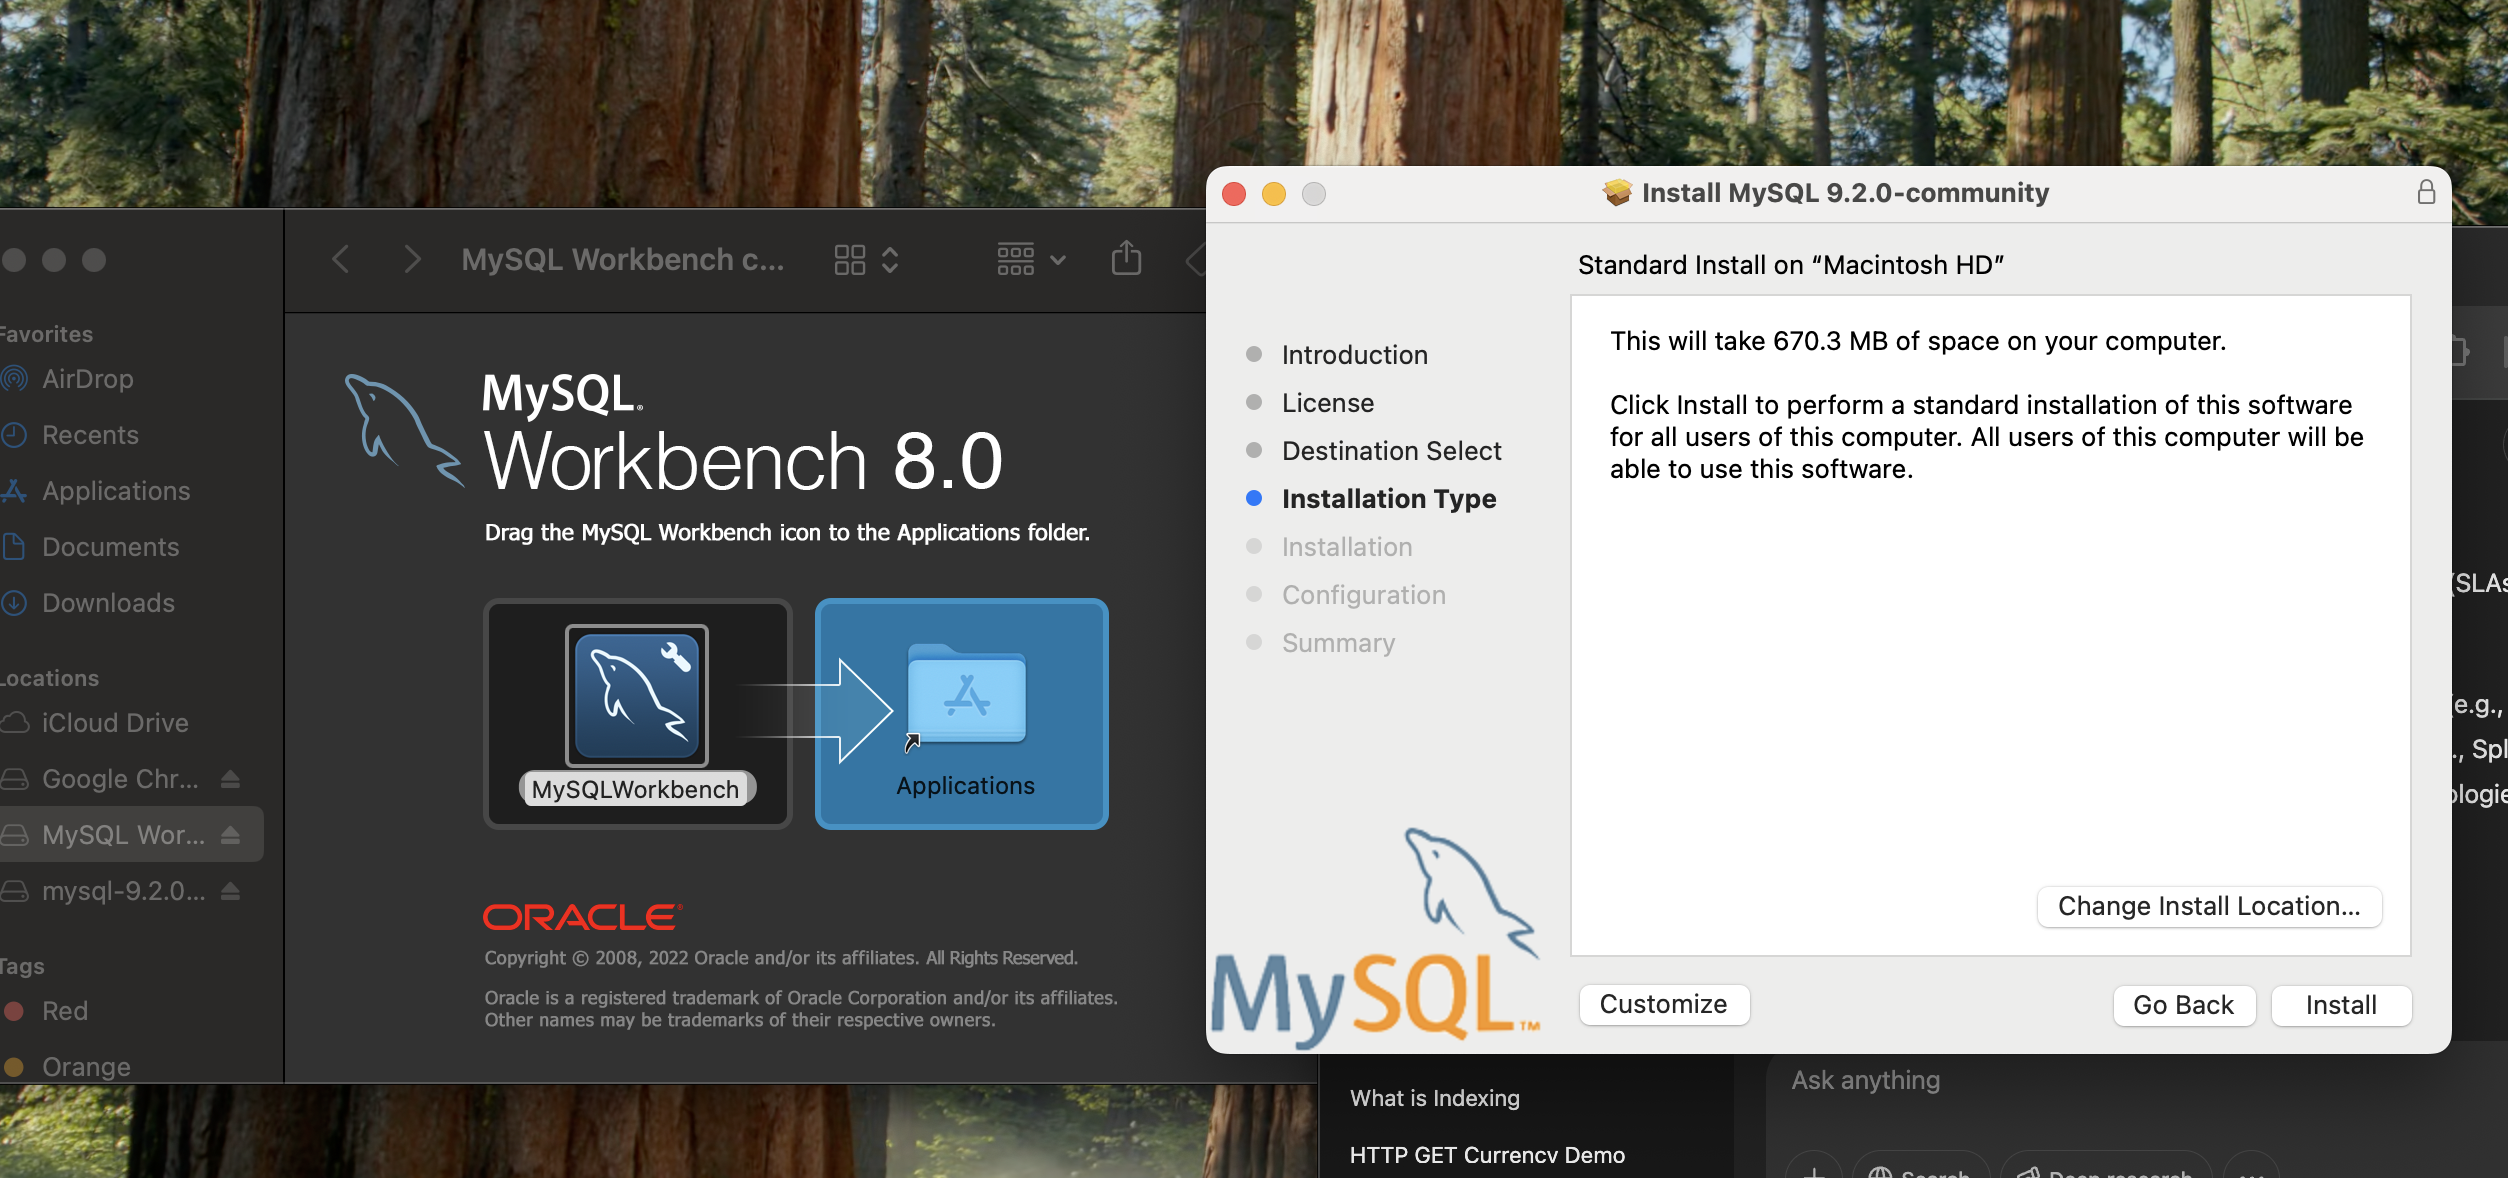 MySQL Workbench c...
Favorites
AirDrop
Recents
Applications
Documents
Downloads
Locations
iCloud Drive
Google Chr...
MySQL Wor...
mysql-9.2.0...
Tags
Red
Orange
MySQL®
Workbench 8.0
Drag the MySQL Workbench icon to the Applications folder.
MySQLWorkbench
Applications
ORACLE®
Copyright © 2008, 2022 Oracle and/or its affiliates. All Rights Reserved.
Oracle is a registered trademark of Oracle Corporation and/or its affiliates.
Other names may be trademarks of their respective owners.
Install MySQL 9.2.0-community
Standard Install on “Macintosh HD”
Introduction
License
Destination Select
Installation Type
Installation
Configuration
Summary
This will take 670.3 MB of space on your computer.
Click Install to perform a standard installation of this software
for all users of this computer. All users of this computer will be
able to use this software.
Change Install Location...
MySQL™
Customize
Go Back
Install
(e.g.,
What is Indexing
HTTP GET Currency Demo
Ask anything
Search
Deep research